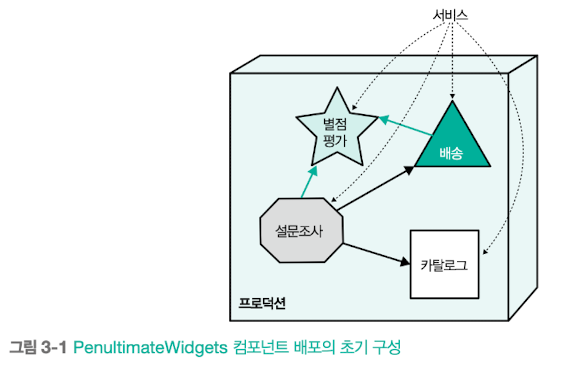 서비스
별점
평가
배송
설문조사
카탈로그
프로덕션
그림 3-1 PenultimateWidgets 컴포넌트 배포의 초기 구성